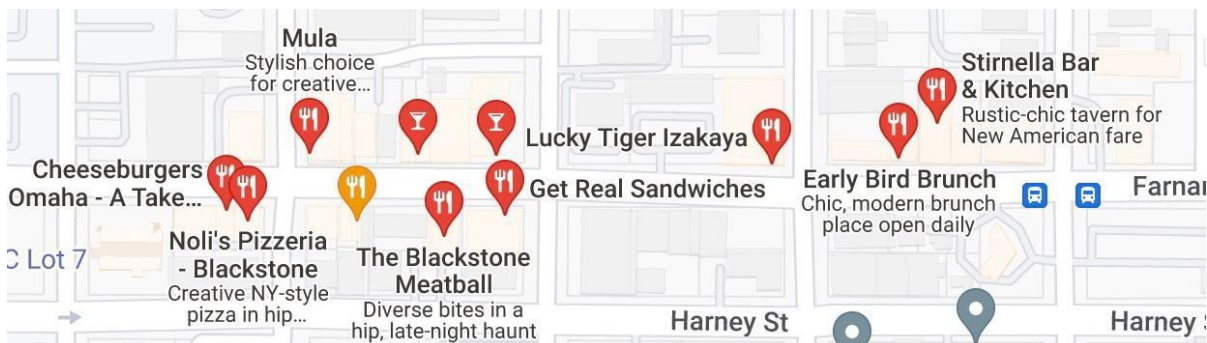 Mula
Stylish choice
for creative…
Stirnella Bar
& Kitchen
Rustic-chic tavern for
New American fare
Lucky Tiger Izakaya
Cheeseburgers
Omaha - A Take…
Get Real Sandwiches
Early Bird Brunch
Chic, modern brunch
place open daily
Farnar
Noli's Pizzeria
- Blackstone
Creative NY-style
pizza in hip…
The Blackstone
Meatball
Diverse bites in a
hip, late-night haunt
C Lot 7
Harney St
Harney S